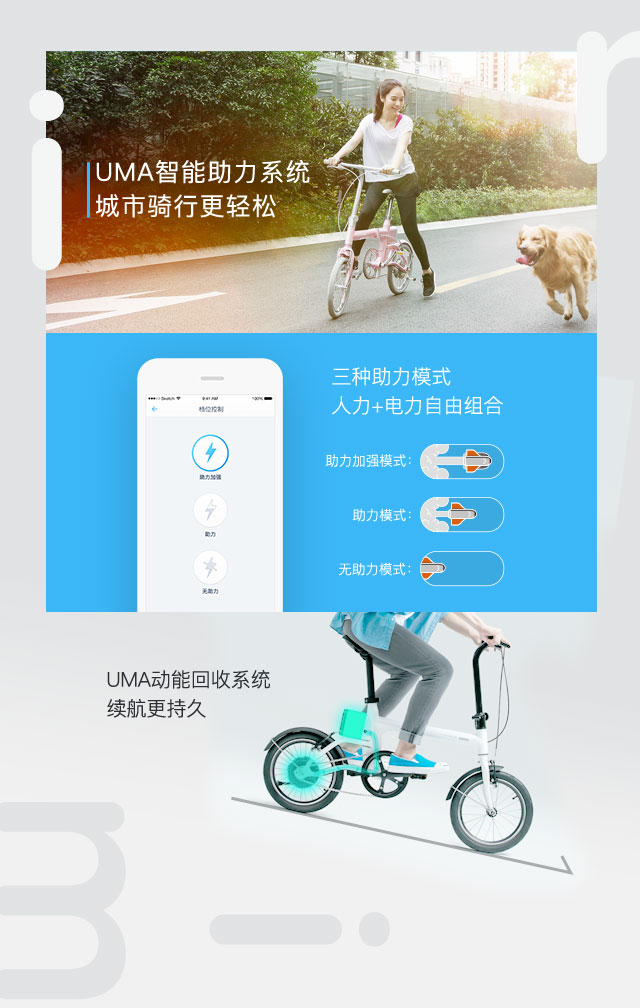 UMA智能助力系统
城市骑行更轻松
三种助力模式
人力+电力自由组合
Sketch
9:41 AM
100%
档位控制
助力加强
助力
无助力
助力加强模式：
助力模式：
无助力模式：
UMA动能回收系统
续航更持久